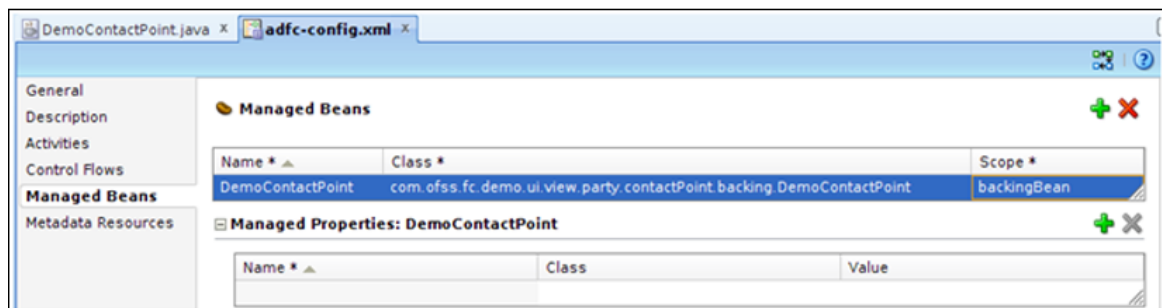 DemoContactPoint.java x adfc-config.xml x
General
Description
Activities
Control Flows
Managed Beans
Metadata Resources
Managed Beans
Name * Class * Scope *
DemoContactPoint com.ofss.fc.demo.ui.view.party.contactPoint.backing.DemoContactPoint backingBean
Managed Properties: DemoContactPoint
Name * Class Value